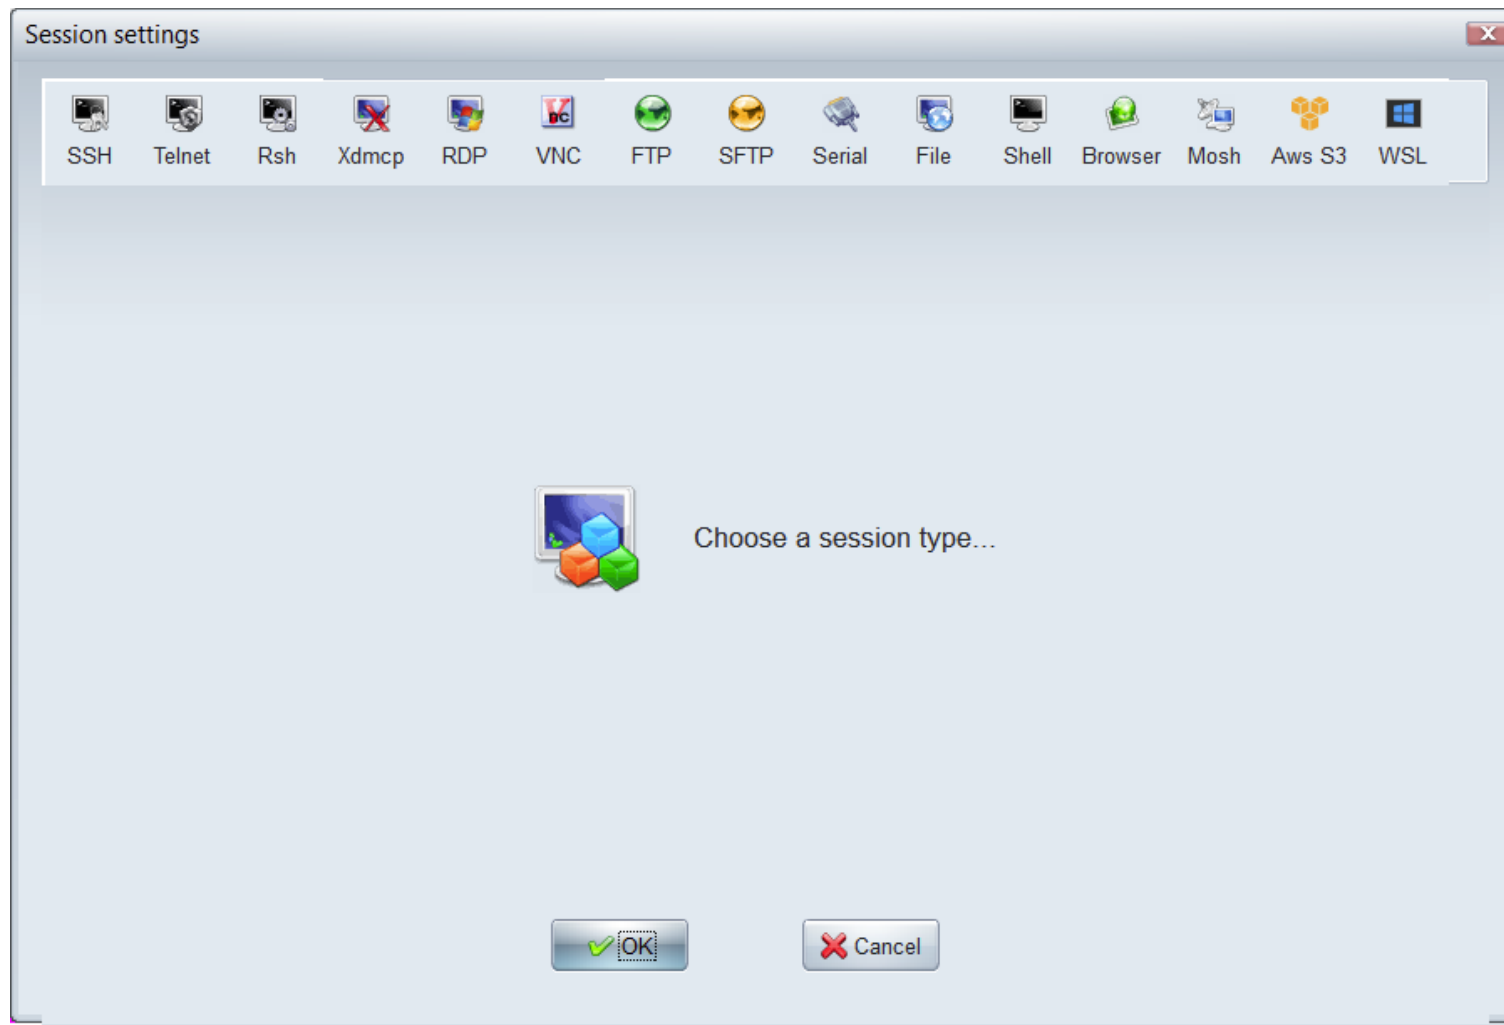 Session settings
SSH Telnet Rsh Xdmcp RDP VNC FTP SFTP Serial File Shell Browser Mosh Aws S3 WSL
Choose a session type...
OK Cancel